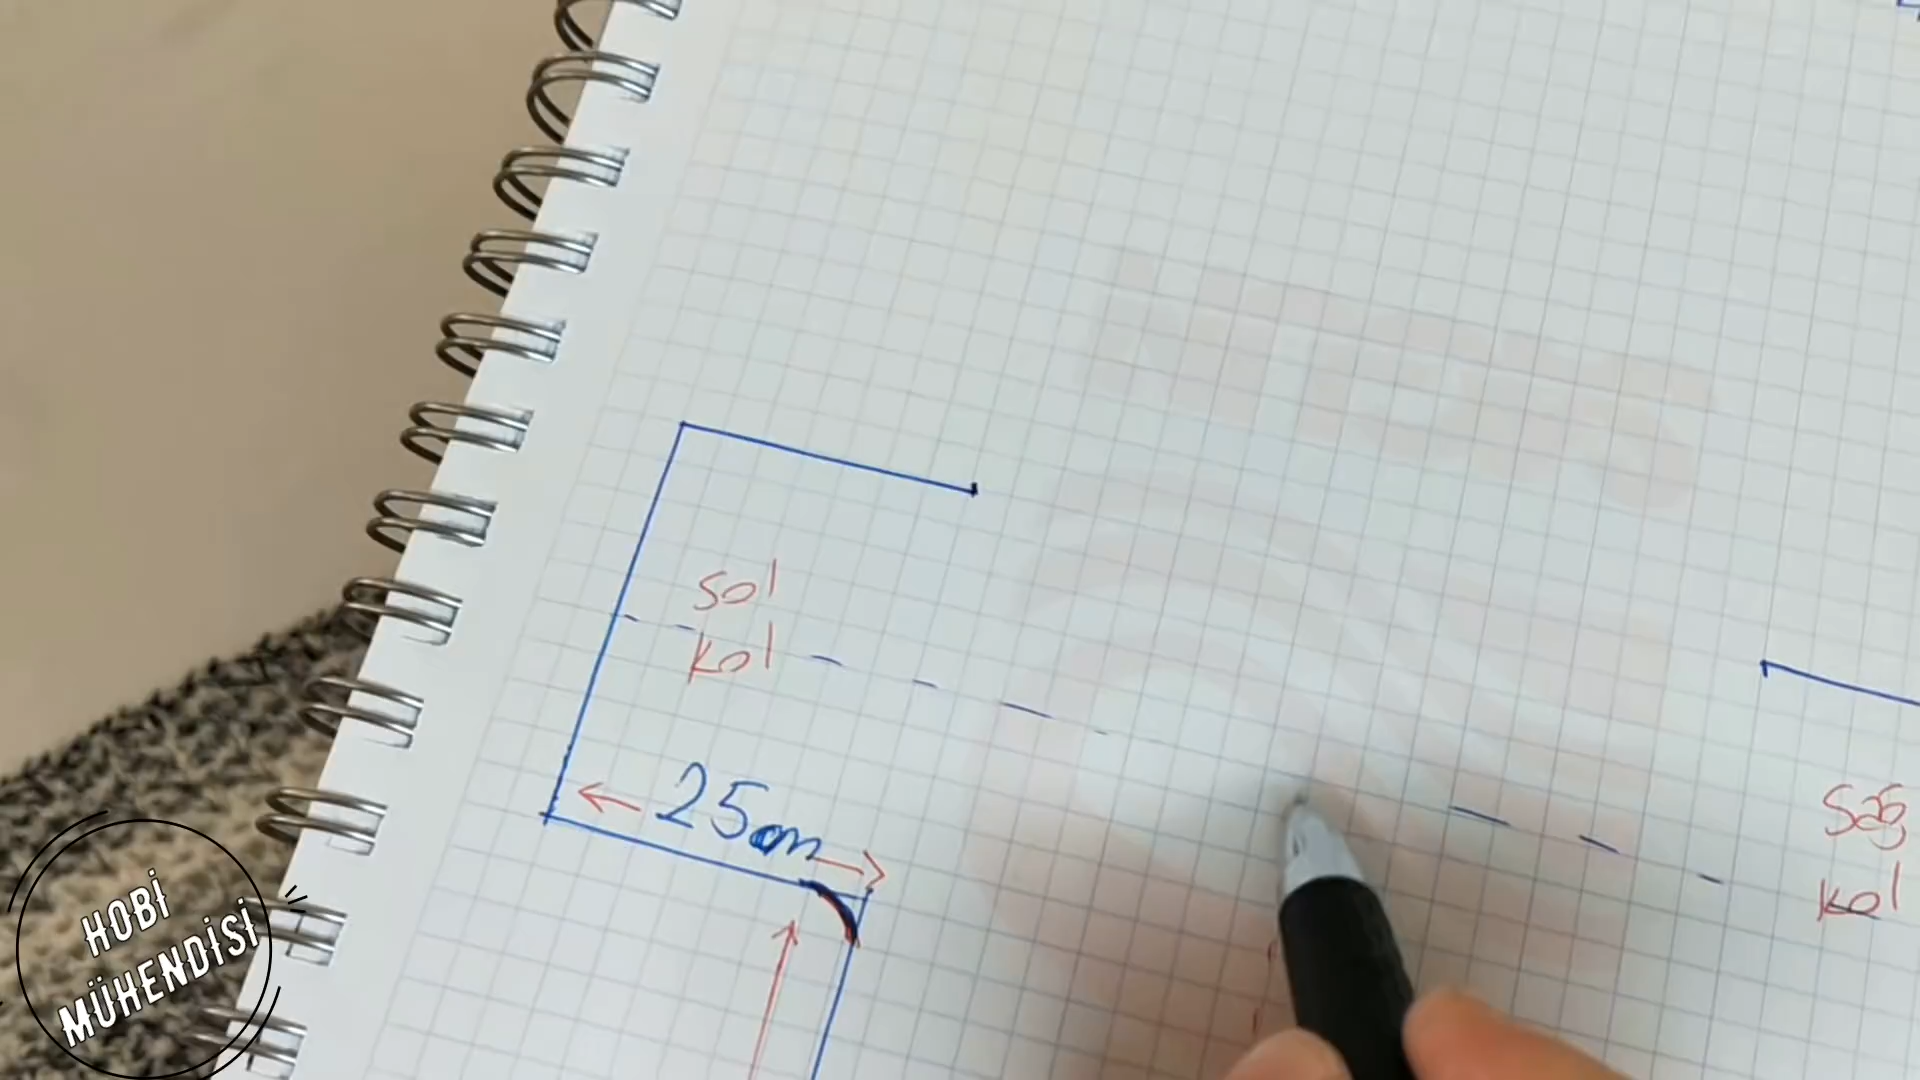 sol
kol
25cm
sağ
kol
HOBİ
MÜHENDİSİ